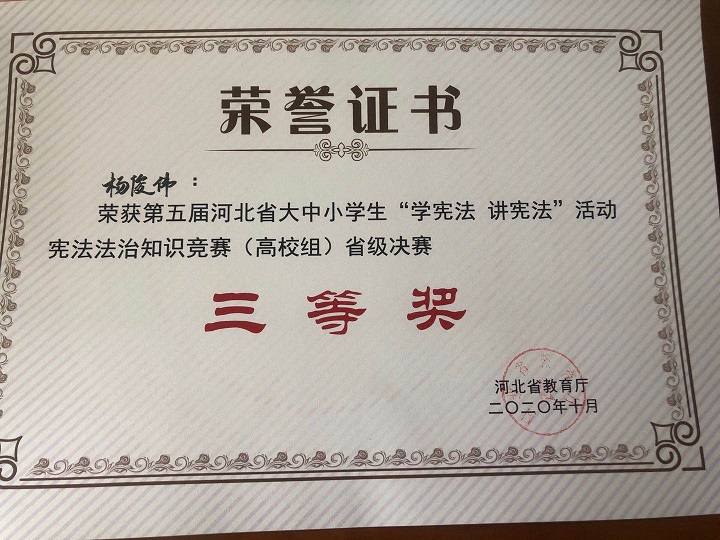 荣誉证书
杨俊伟：
荣获第五届河北省大中小学生“学宪法 讲宪法”活动
宪法法治知识竞赛（高校组）省级决赛
三等奖
河北省教育厅
二〇二〇年十月